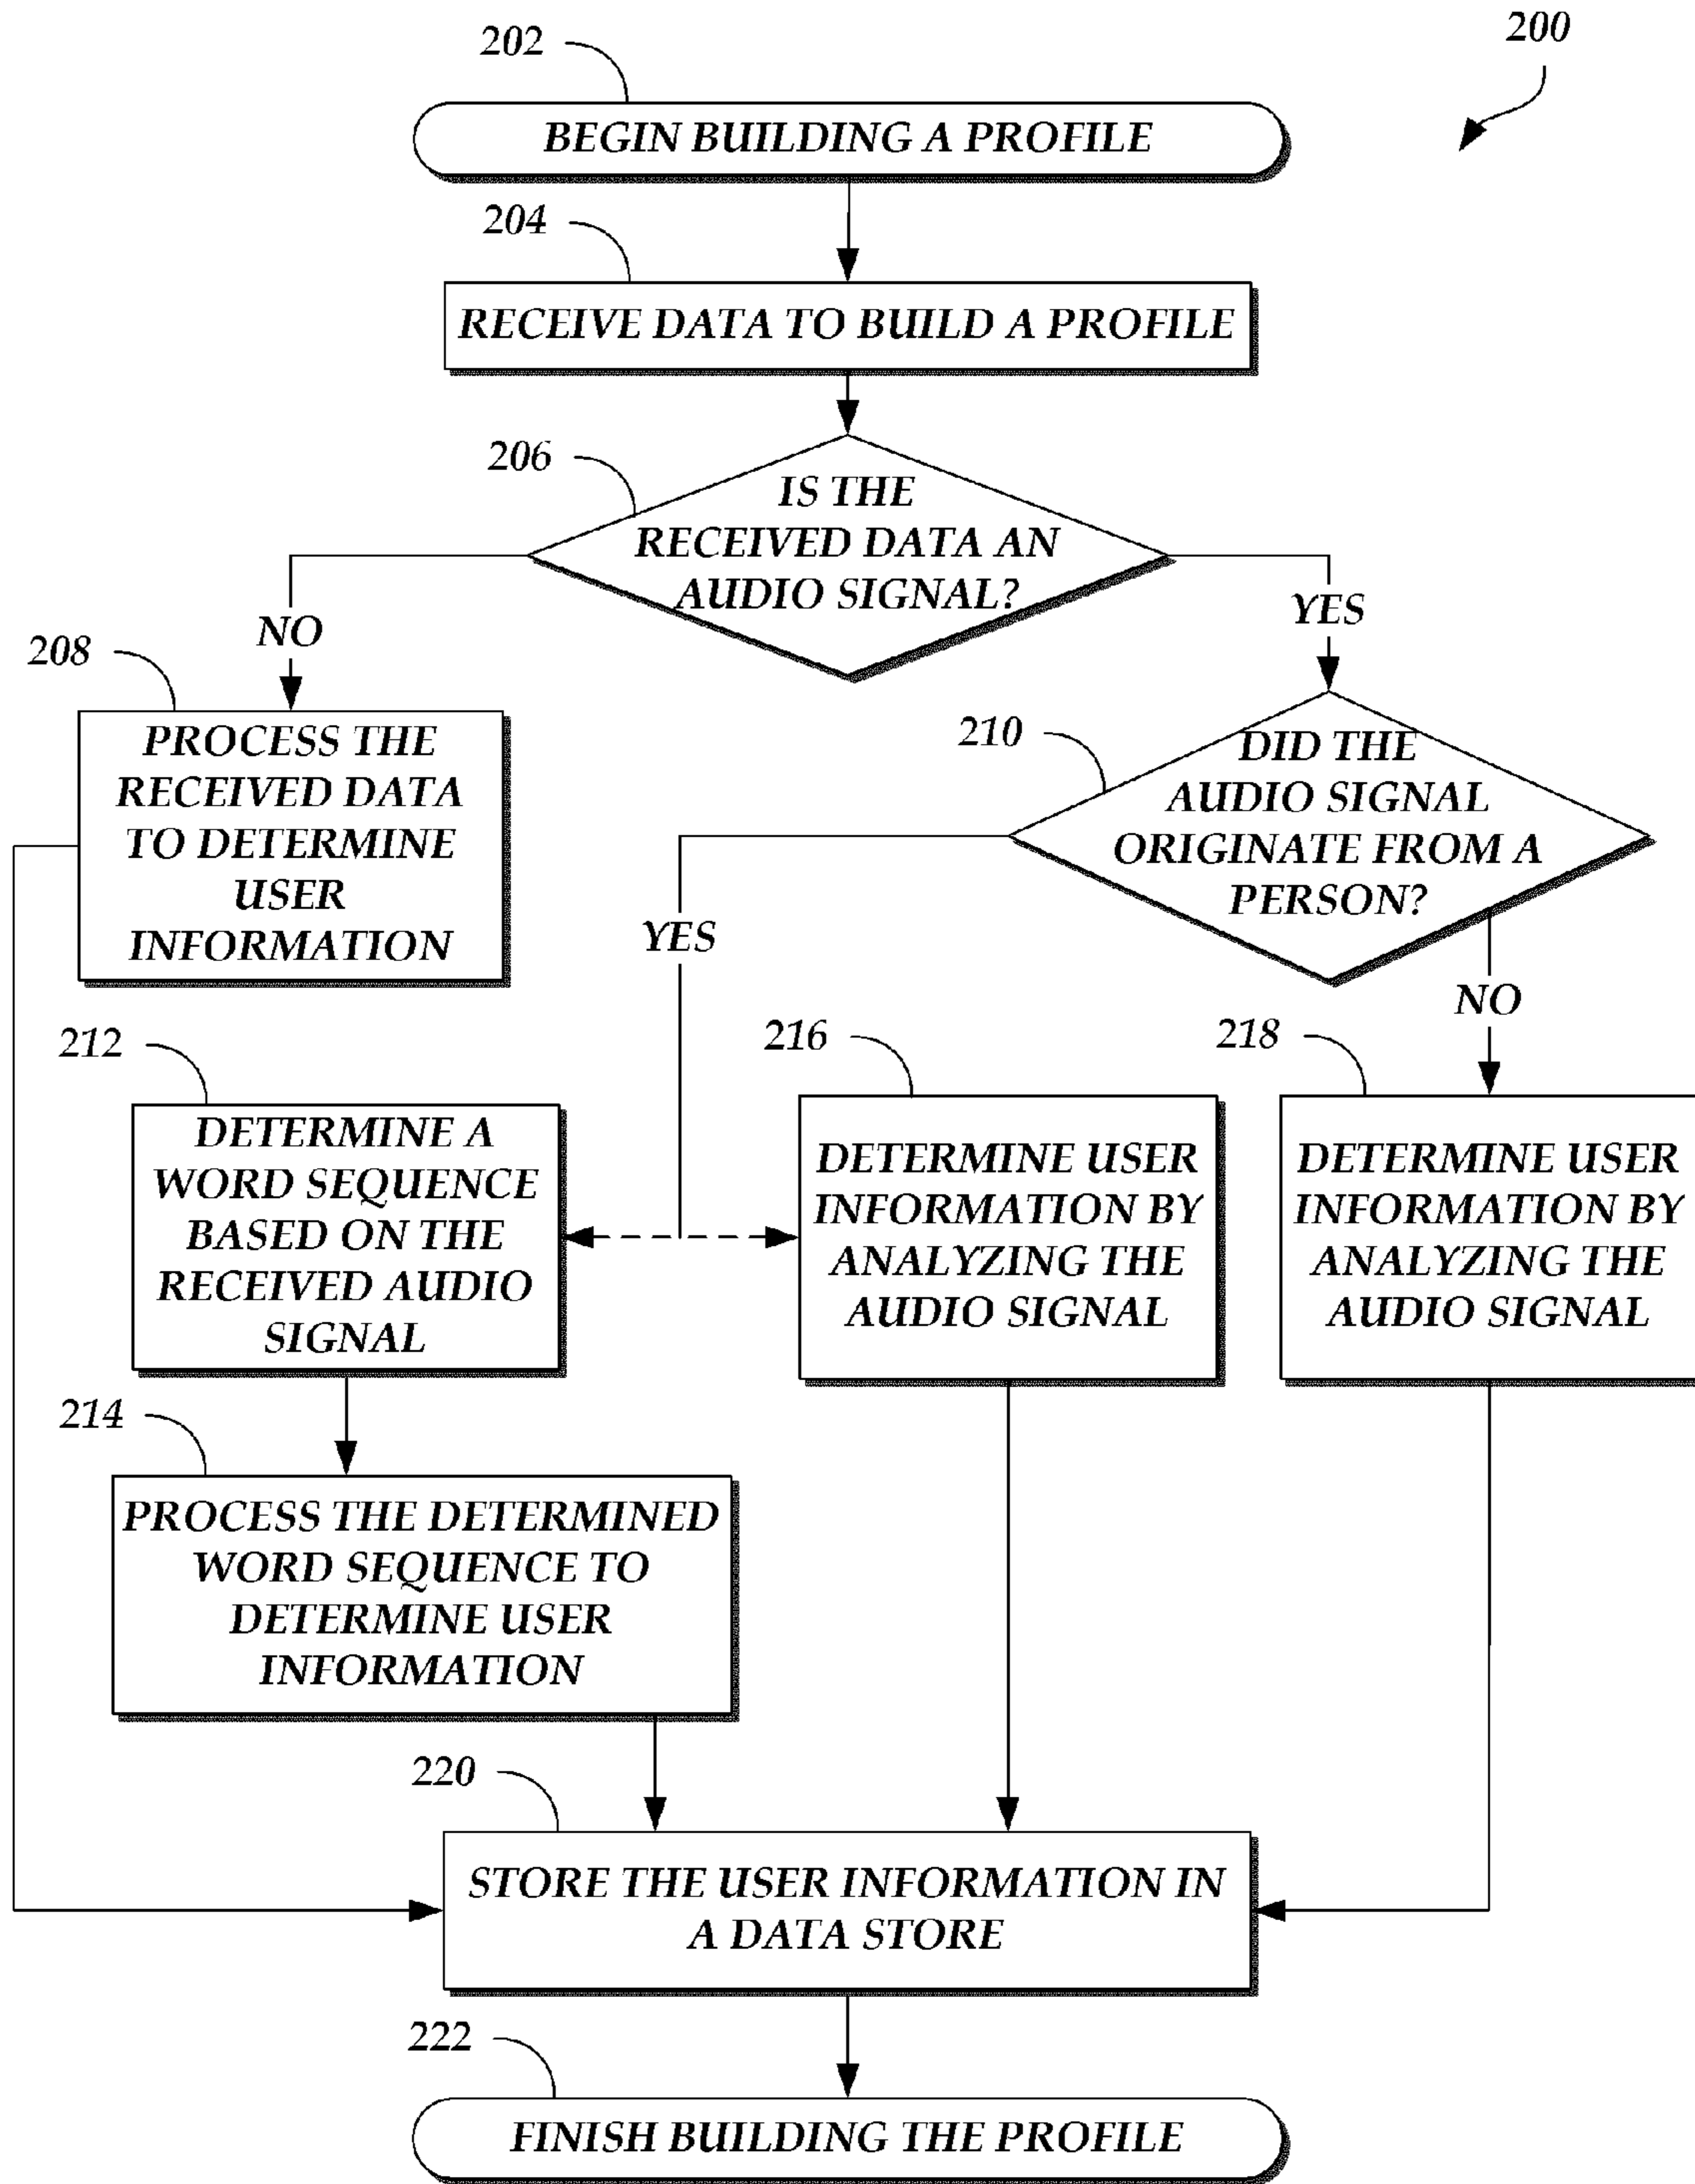 200
202
BEGIN BUILDING A PROFILE
204
RECEIVE DATA TO BUILD A PROFILE
206
IS THE
RECEIVED DATA AN
AUDIO SIGNAL?
NO
YES
208
PROCESS THE
RECEIVED DATA
TO DETERMINE
USER
INFORMATION
210
DID THE
AUDIO SIGNAL
ORIGINATE FROM A
PERSON?
YES
NO
212
DETERMINE A
WORD SEQUENCE
BASED ON THE
RECEIVED AUDIO
SIGNAL
216
DETERMINE USER
INFORMATION BY
ANALYZING THE
AUDIO SIGNAL
218
DETERMINE USER
INFORMATION BY
ANALYZING THE
AUDIO SIGNAL
214
PROCESS THE DETERMINED
WORD SEQUENCE TO
DETERMINE USER
INFORMATION
220
STORE THE USER INFORMATION IN
A DATA STORE
222
FINISH BUILDING THE PROFILE